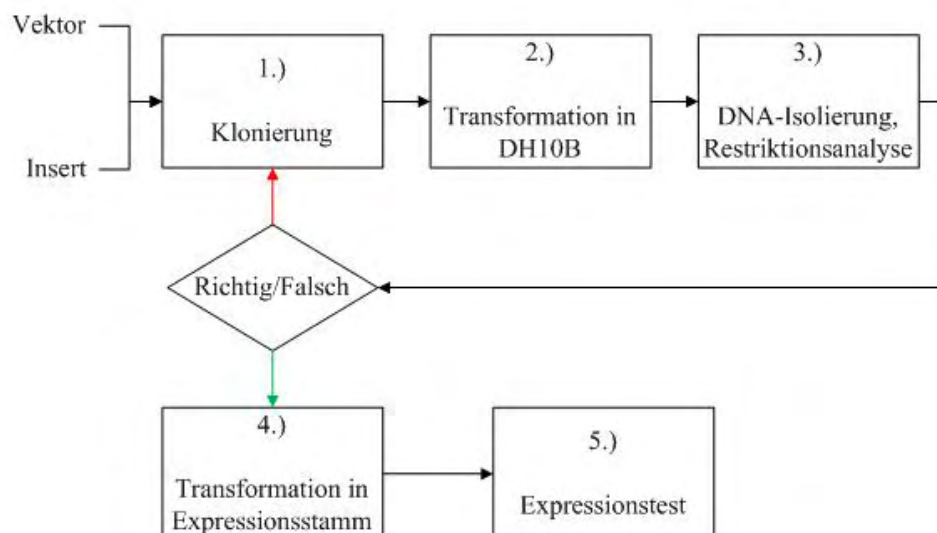 Vektor
Insert
1.)
Klonierung
2.)
Transformation in
DH10B
3.)
DNA-Isolierung,
Restriktionsanalyse
Richtig/Falsch
4.)
Transformation in
Expressionsstamm
5.)
Expressionstest